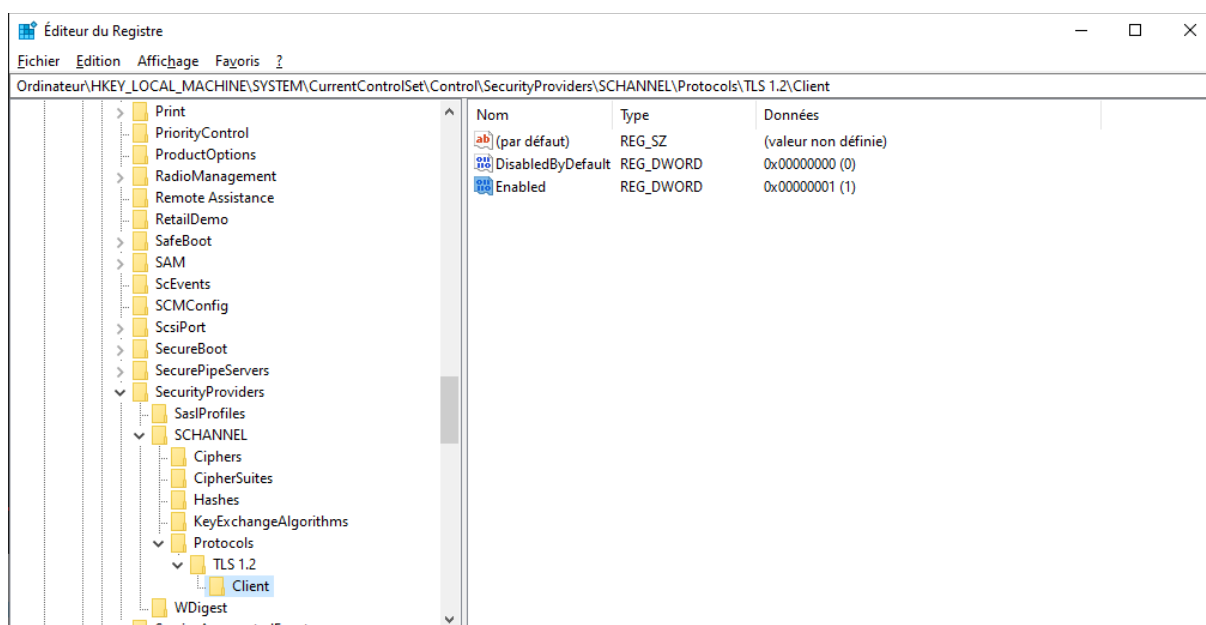 Éditeur du Registre
Fichier Edition Affichage Favoris ?
Ordinateur\HKEY_LOCAL_MACHINE\SYSTEM\CurrentControlSet\Control\SecurityProviders\SCHANNEL\Protocols\TLS 1.2\Client
Print
PriorityControl
ProductOptions
RadioManagement
Remote Assistance
RetailDemo
SafeBoot
SAM
ScEvents
SCMConfig
ScsiPort
SecureBoot
SecurePipeServers
SecurityProviders
SaslProfiles
SCHANNEL
Ciphers
CipherSuites
Hashes
KeyExchangeAlgorithms
Protocols
TLS 1.2
Client
WDigest
Nom Type Données
(par défaut) REG_SZ (valeur non définie)
DisabledByDefault REG_DWORD 0x00000000 (0)
Enabled REG_DWORD 0x00000001 (1)